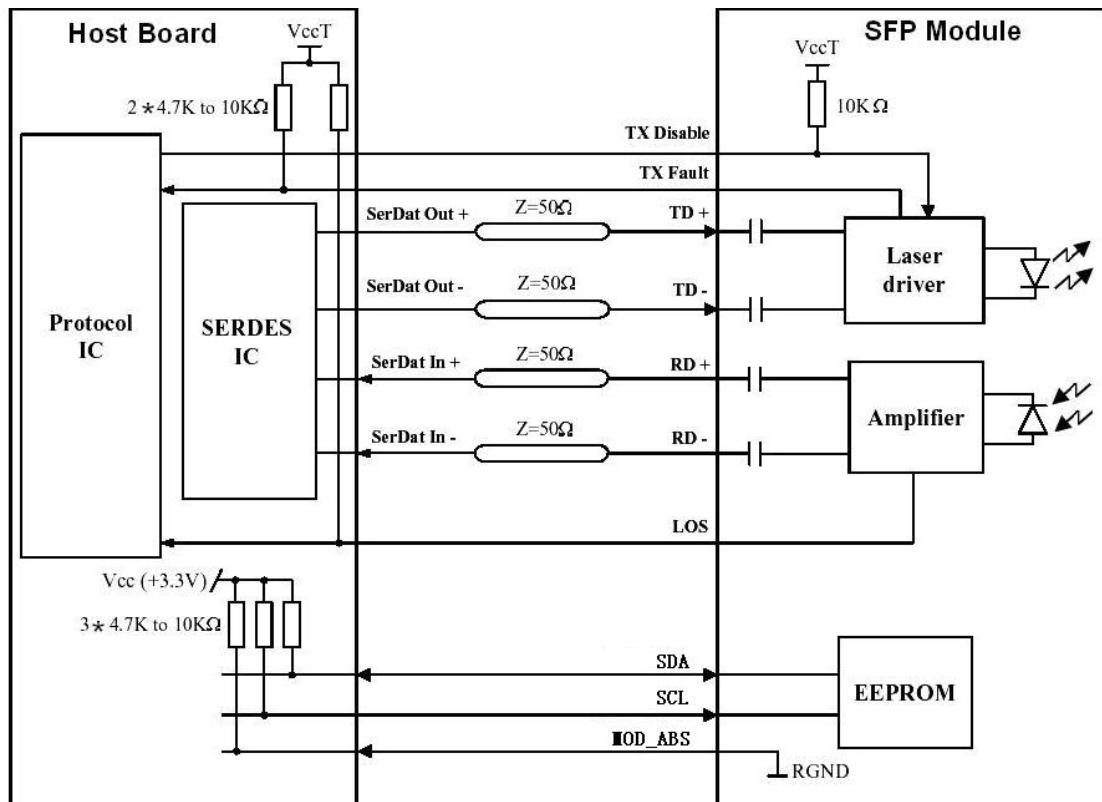 Host Board
SFP Module
VccT
VccT
2*4.7K to 10KΩ
10KΩ
TX Disable
TX Fault
SerDat Out +
Z=50Ω
TD +
SerDat Out -
Z=50Ω
TD -
Laser
driver
Protocol
IC
SERDES
IC
SerDat In +
Z=50Ω
RD +
SerDat In -
Z=50Ω
RD -
Amplifier
LOS
Vcc (+3.3V)
3*4.7K to 10KΩ
SDA
SCL
MOD_ABS
EEPROM
RGND